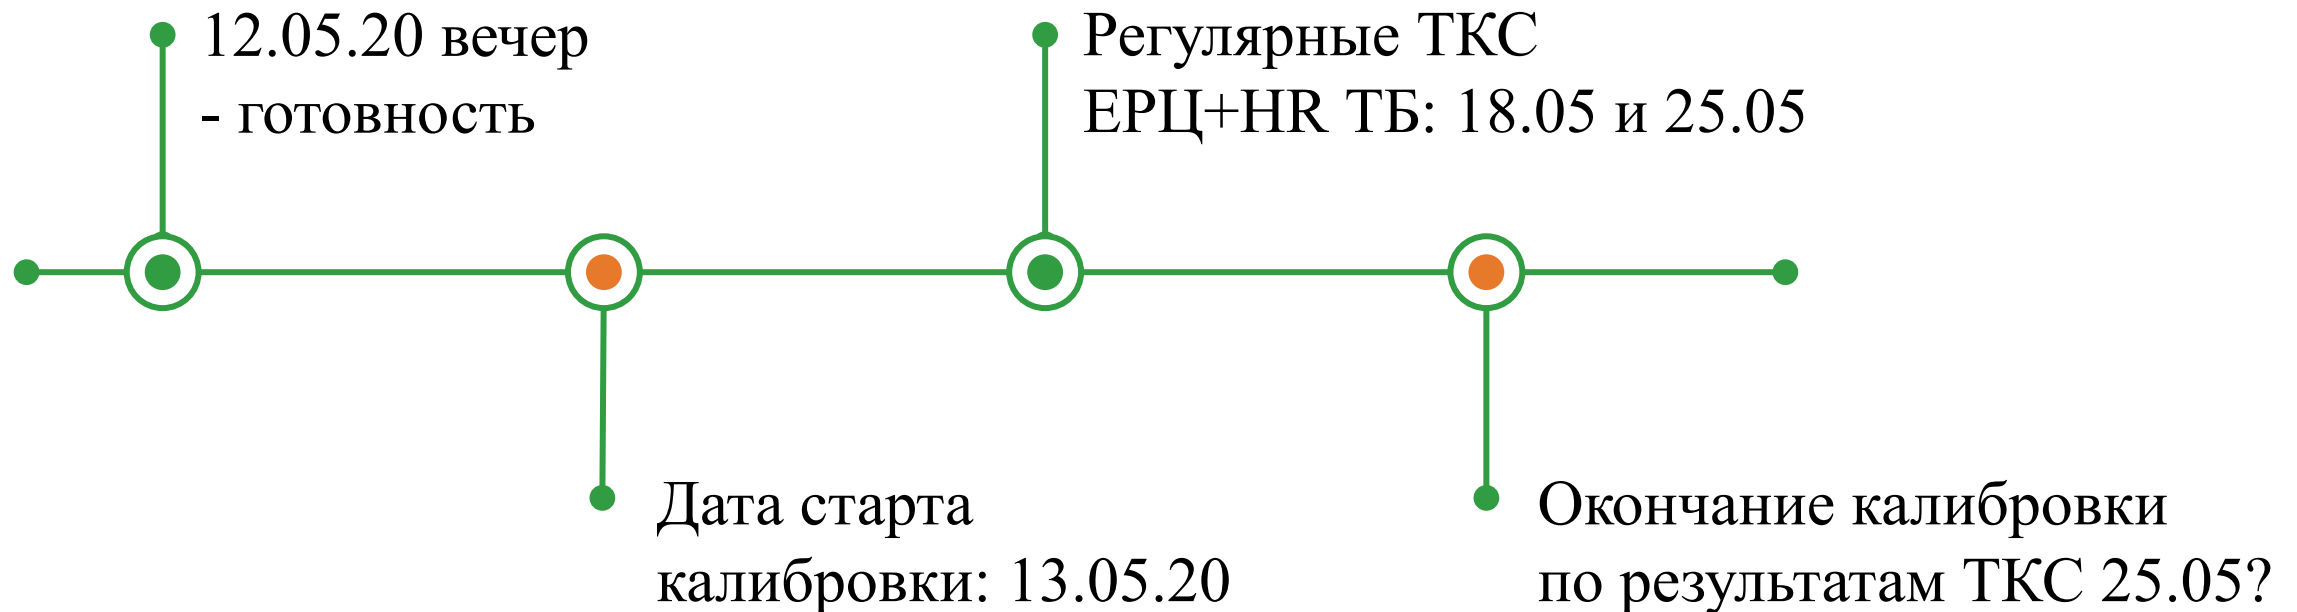 12.05.20 вечер
- готовность
Регулярные ТКС
ЕРЦ+HR ТБ: 18.05 и 25.05
Дата старта
калибровки: 13.05.20
Окончание калибровки
по результатам ТКС 25.05?